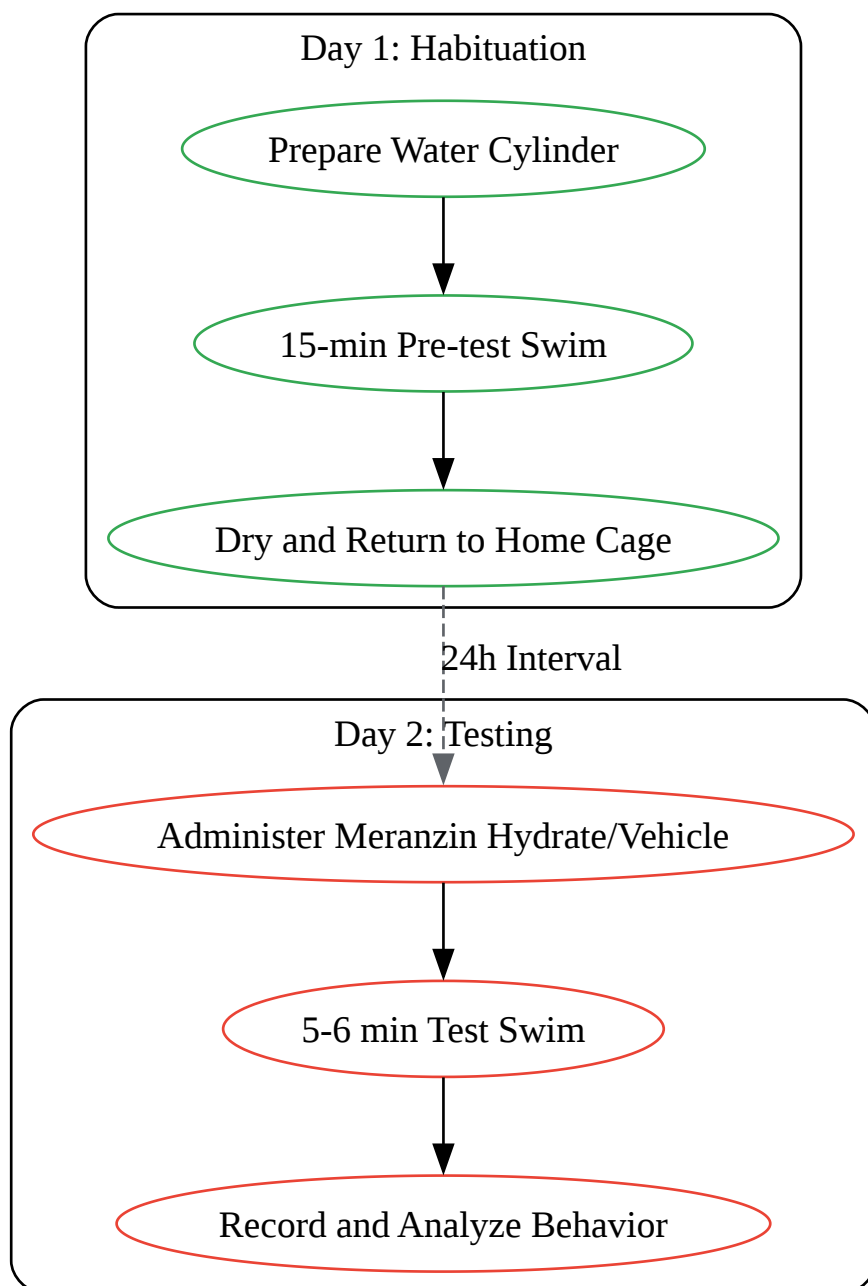 Day 1: Habituation
Prepare Water Cylinder
15-min Pre-test Swim
Dry and Return to Home Cage
24h Interval
Day 2: Testing
Administer Meranzin Hydrate/Vehicle
5-6 min Test Swim
Record and Analyze Behavior